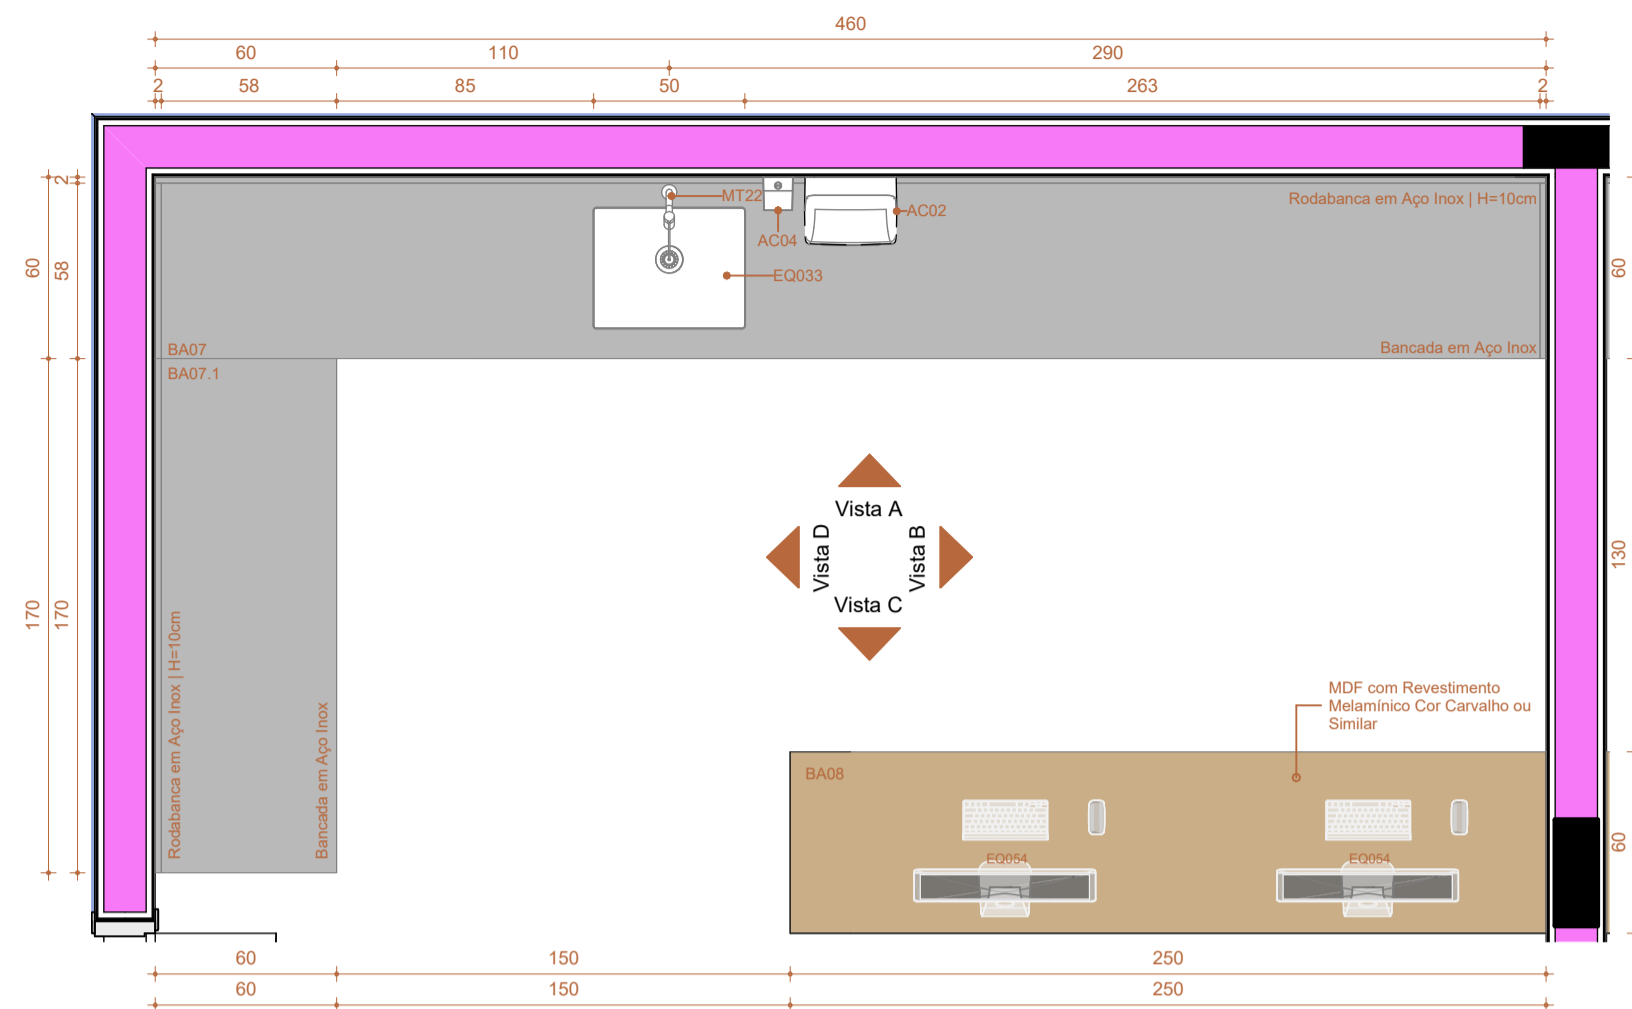 460
60 110 290
2 58 85 50 263 2
2
MT22
Rodabanca em Aço Inox | H=10cm
AC02
AC04
60 58 60
EQ033
BA07
Bancada em Aço Inox
BA07.1
Vista A
Vista D
Vista B
Vista C
130
170 170
Rodabanca em Aço Inox | H=10cm
Bancada em Aço Inox
MDF com Revestimento
Melamínico Cor Carvalho ou
Similar
BA08
60
EQ054 EQ054
60 150 250
60 150 250